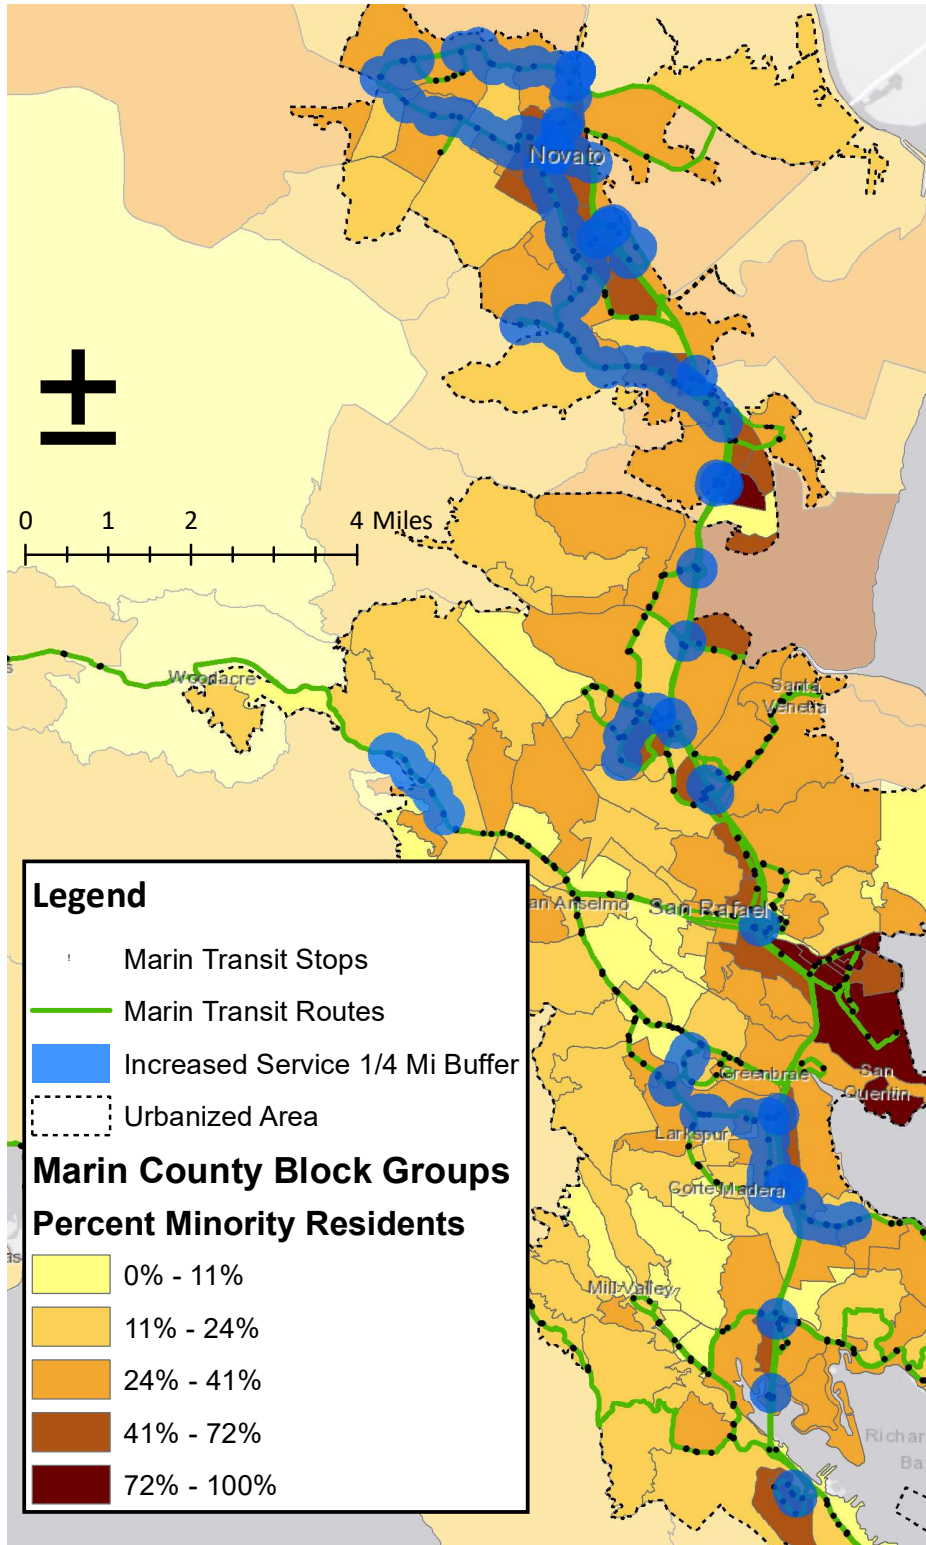 Novato
0 1 2 4 Miles
Woodacre
Santa
Venetia
Legend
an Anselmo
San Rafael
Marin Transit Stops
Marin Transit Routes
Increased Service 1/4 Mi Buffer
Greenbrae
San
Quentin
Urbanized Area
Larkspur
Marin County Block Groups
Corte Madera
Percent Minority Residents
0% - 11%
Mill Valley
11% - 24%
24% - 41%
41% - 72%
Richar
Ba
72% - 100%